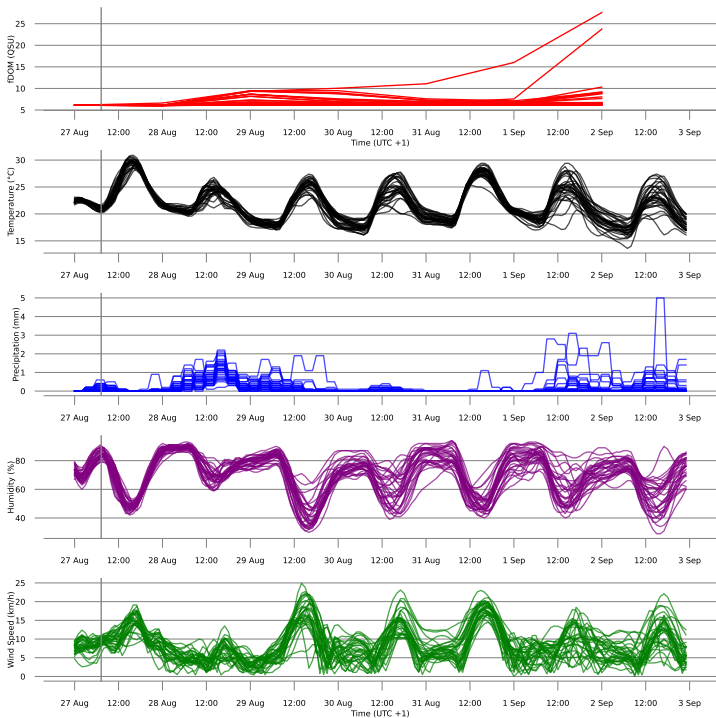 fDOM (QSU)
25
20
15
10
5
27 Aug 12:00 28 Aug 12:00 29 Aug 12:00 30 Aug 12:00 31 Aug 12:00 1 Sep 12:00 2 Sep 12:00 3 Sep
Time (UTC +1)
Temperature (°C)
30
25
20
15
27 Aug 12:00 28 Aug 12:00 29 Aug 12:00 30 Aug 12:00 31 Aug 12:00 1 Sep 12:00 2 Sep 12:00 3 Sep
Precipitation (mm)
5
4
3
2
1
0
27 Aug 12:00 28 Aug 12:00 29 Aug 12:00 30 Aug 12:00 31 Aug 12:00 1 Sep 12:00 2 Sep 12:00 3 Sep
Humidity (%)
80
60
40
27 Aug 12:00 28 Aug 12:00 29 Aug 12:00 30 Aug 12:00 31 Aug 12:00 1 Sep 12:00 2 Sep 12:00 3 Sep
Wind Speed (km/h)
25
20
15
10
5
0
27 Aug 12:00 28 Aug 12:00 29 Aug 12:00 30 Aug 12:00 31 Aug 12:00 1 Sep 12:00 2 Sep 12:00 3 Sep
Time (UTC +1)